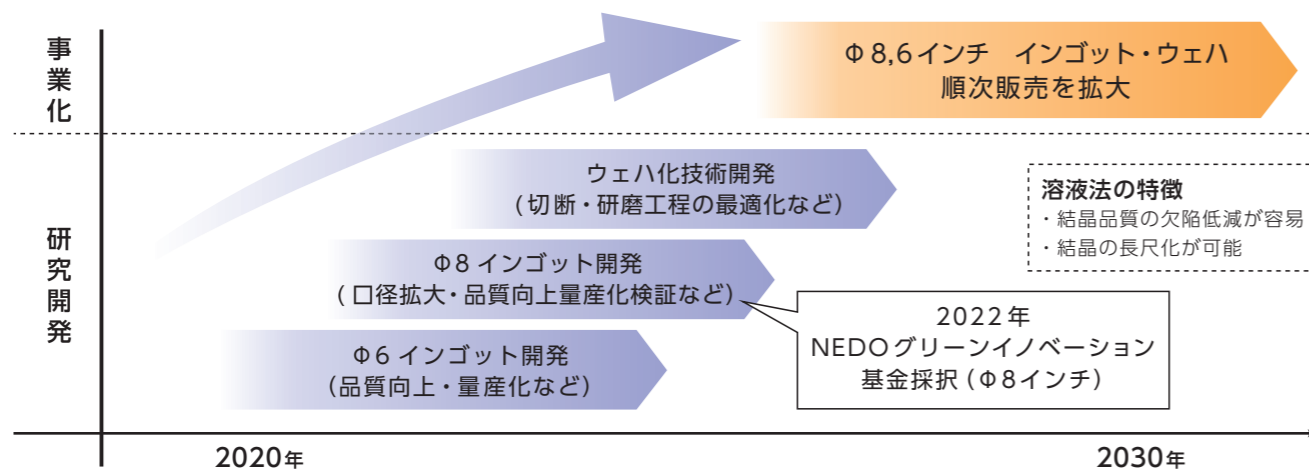 事業化
Φ8,6インチ　インゴット・ウェハ
順次販売を拡大
研究開発
ウェハ化技術開発
(切断・研磨工程の最適化など)
Φ8インゴット開発
(口径拡大・品質向上量産化検証など)
Φ6インゴット開発
(品質向上・量産化など)
溶液法の特徴
・結晶品質の欠陥低減が容易
・結晶の長尺化が可能
2022年
NEDOグリーンイノベーション
基金採択(Φ8インチ)
2020年
2030年